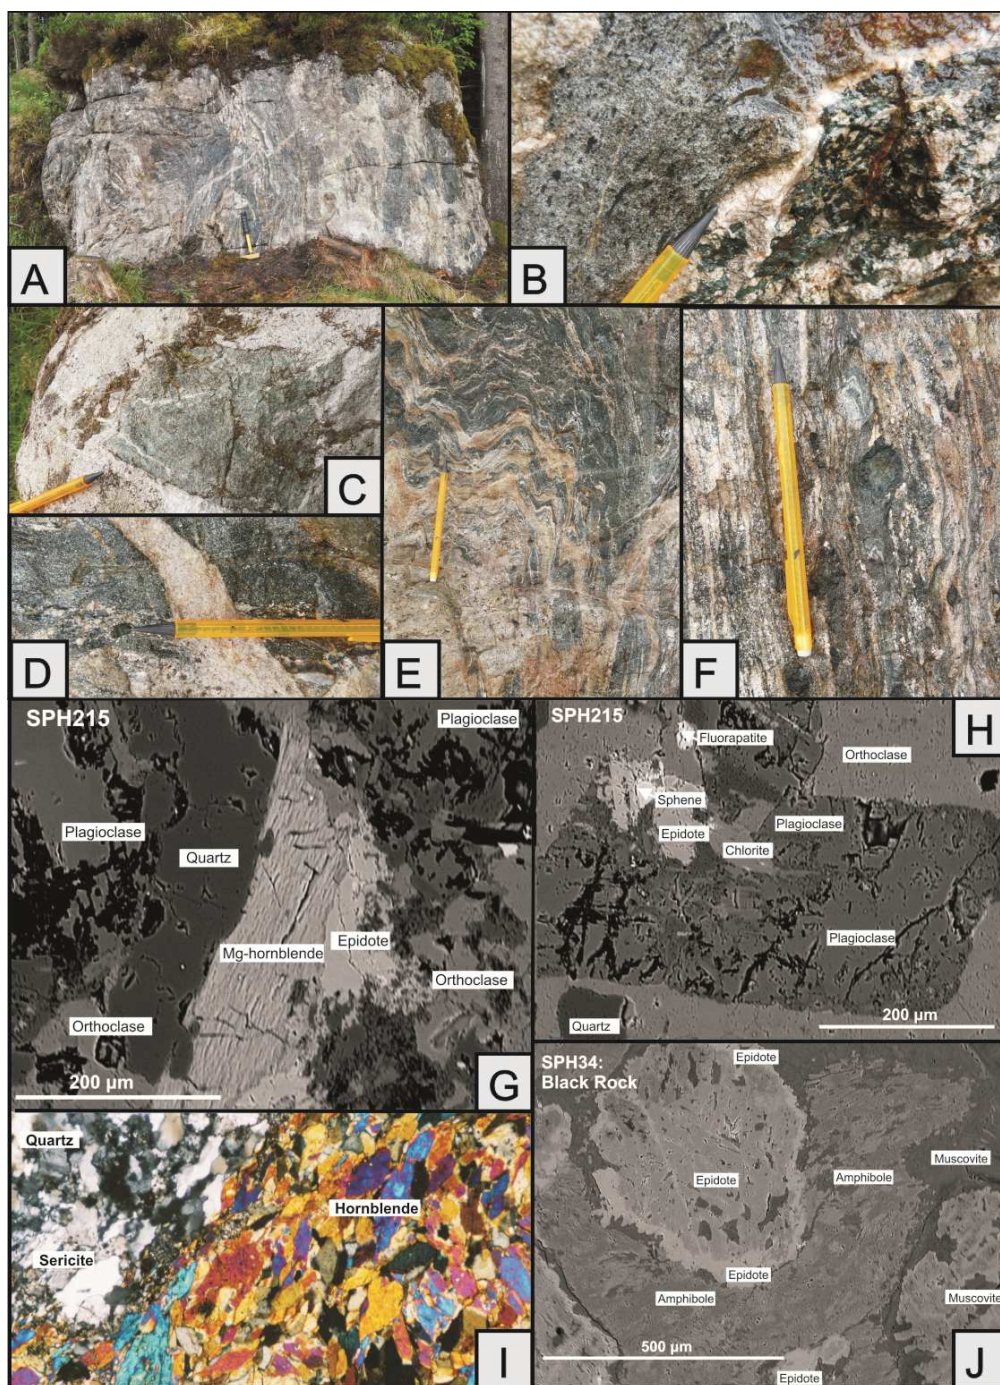 A
B
C
D
E
F
SPH215
Plagioclase
Plagioclase
Quartz
Mg-hornblende
Epidote
Orthoclase
Orthoclase
200 µm
G
SPH215
H
Fluorapatite
Orthoclase
Sphene
Epidote
Plagioclase
Chlorite
Plagioclase
Quartz
200 µm
Quartz
Hornblende
Sericite
I
SPH34:
Black Rock
Epidote
Muscovite
Amphibole
Epidote
Epidote
Amphibole
Muscovite
500 µm
Epidote
J